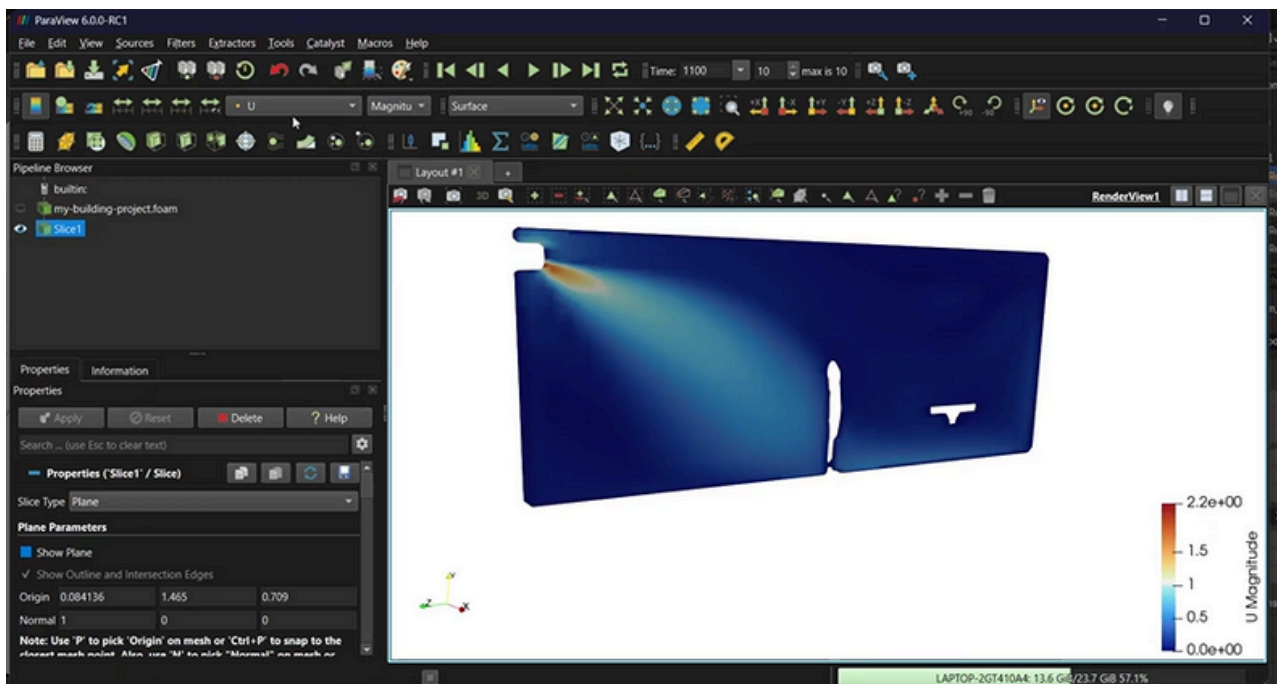 ParaView 6.0.0-RC1
File Edit View Sources Filters Extractors Tools Catalyst Macros Help
Time: 1100 10 max is 10
U Magnitu Surface
3D
Pipeline Browser
builtin:
my-building-project.foam
Slice1
Layout #1
RenderView1
Properties Information
Properties
Apply Reset Delete ? Help
Search ... (use Esc to clear text)
Properties ('Slice1' / Slice)
Slice Type Plane
Plane Parameters
Show Plane
Show Outline and Intersection Edges
Origin 0.084136 1.465 0.709
Normal 1 0 0
Note: Use 'P' to pick 'Origin' on mesh or 'Ctrl+P' to snap to the
closest mesh point. Also, use 'N' to pick "Normal" on mesh or
Y
Z
X
2.2e+00
1.5
1
0.5
0.0e+00
U Magnitude
LAPTOP-2GT410A4: 13.6 GiB/23.7 GiB 57.1%